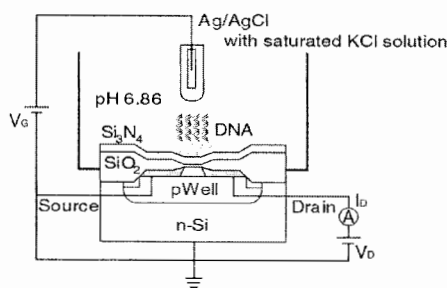 Ag/AgCl
with saturated KCl solution
pH 6.86
VG
Si3N4
DNA
SiO2
pWell
Source
Drain
ID
A
n-Si
VD